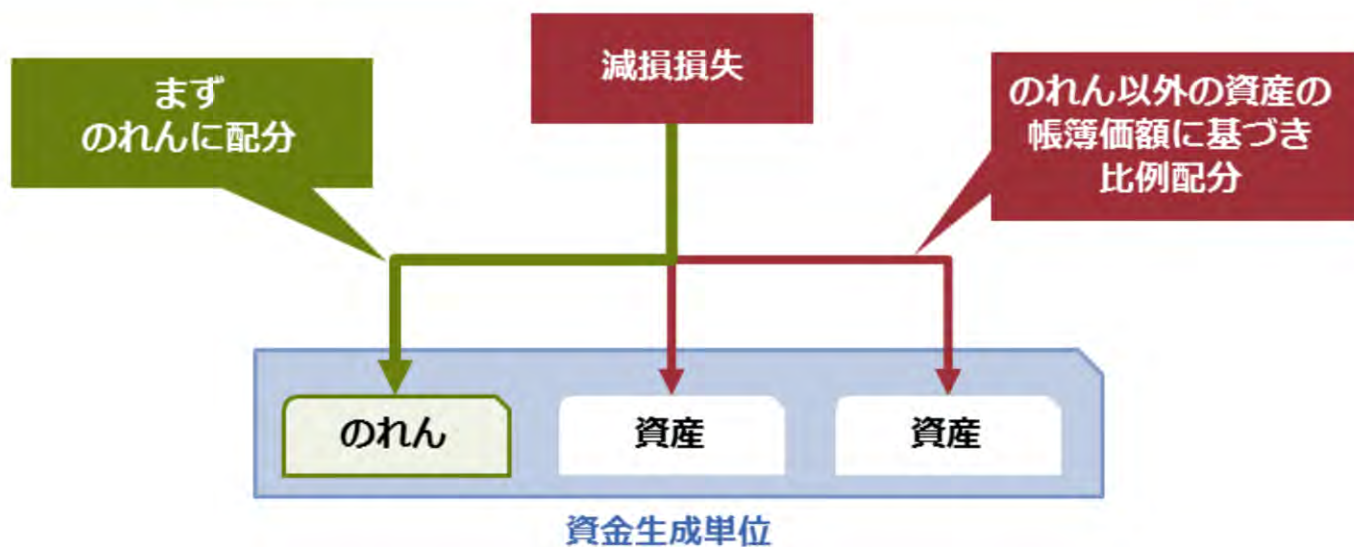 減損損失
まず
のれんに配分
のれん以外の資産の
帳簿価額に基づき
比例配分
のれん
資産
資産
資金生成単位